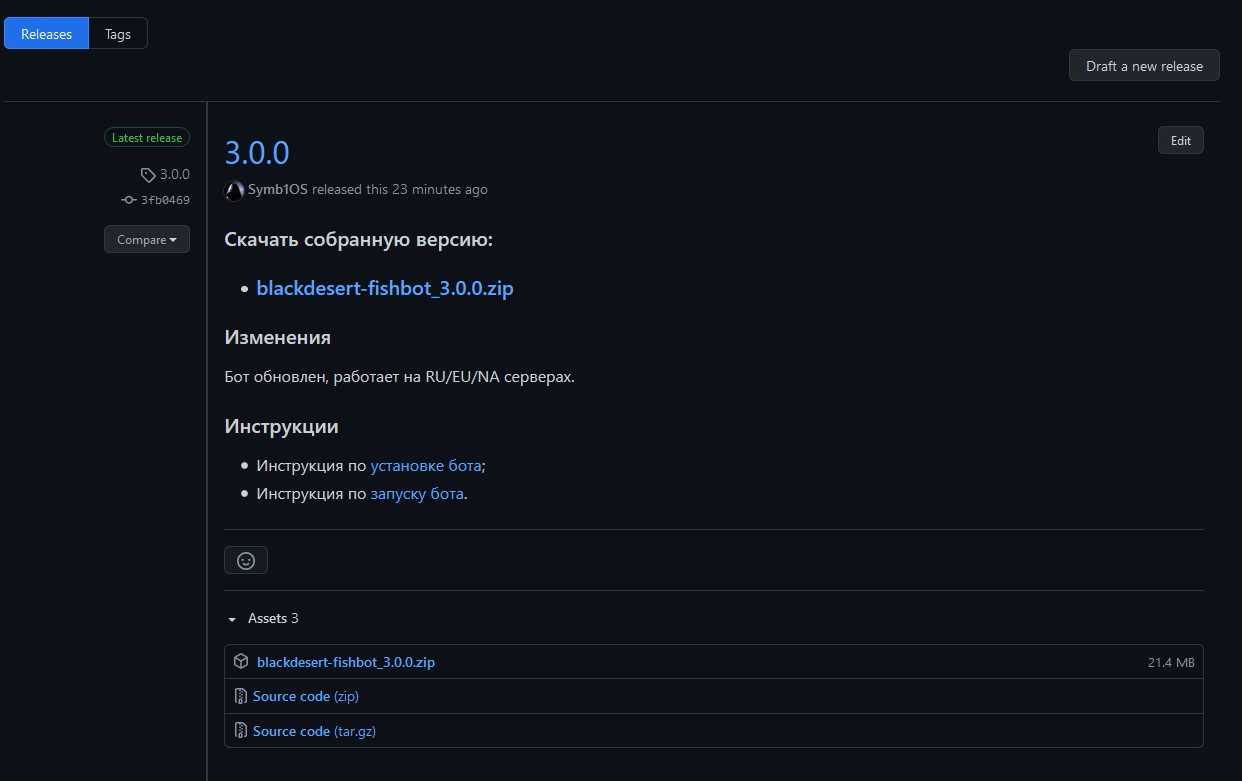 Releases
Tags
Draft a new release
Latest release
3.0.0
3fb0469
Compare
3.0.0
Edit
Symb1OS released this 23 minutes ago
Скачать собранную версию:
blackdesert-fishbot_3.0.0.zip
Изменения
Бот обновлен, работает на RU/EU/NA серверах.
Инструкции
Инструкция по установке бота;
Инструкция по запуску бота.
Assets 3
blackdesert-fishbot_3.0.0.zip 21.4 MB
Source code (zip)
Source code (tar.gz)